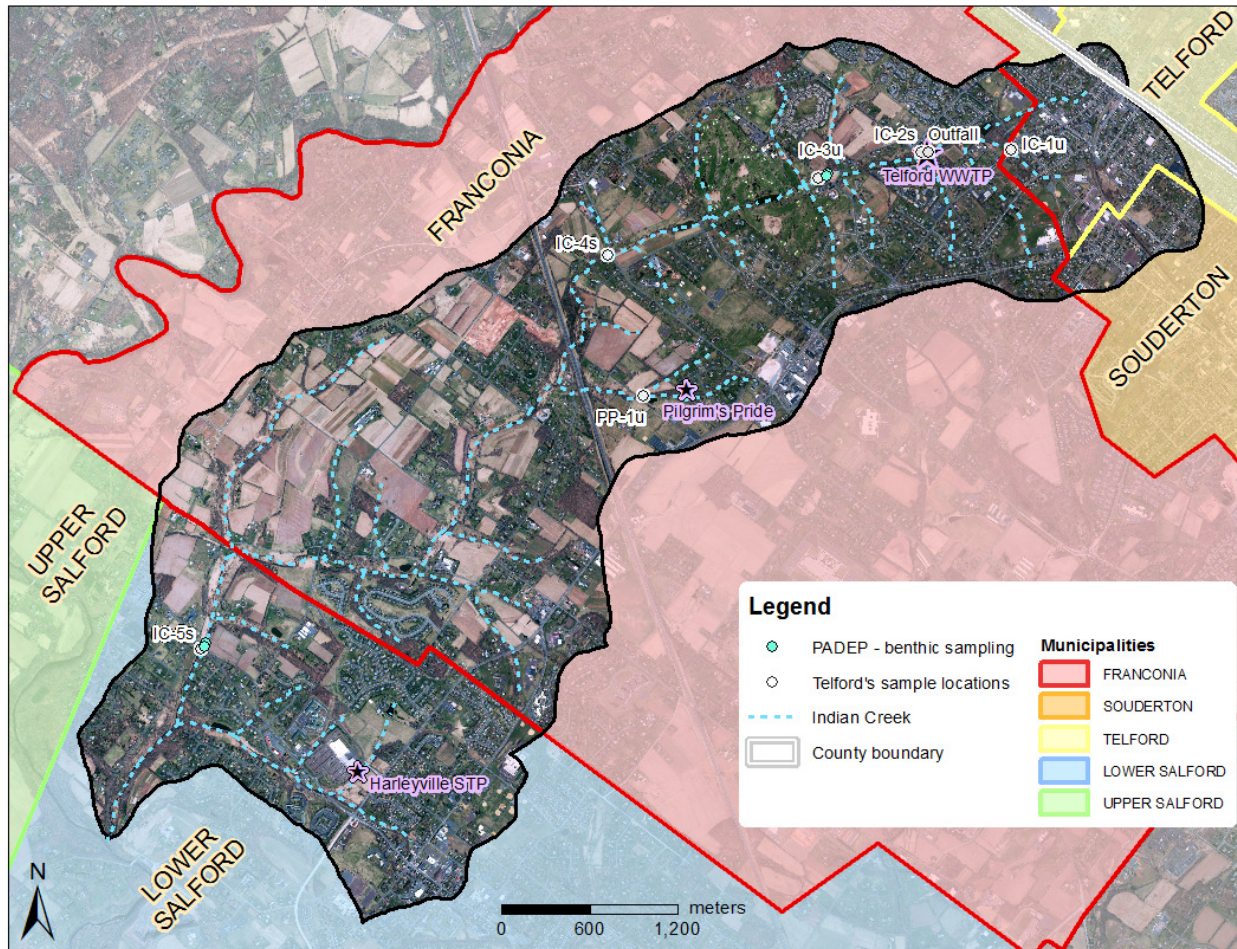 TELFORD
FRANCONIA
IC-2s
Outfall
IC-1u
IC-3u
Telford WWTP
IC-4s
SOUDERTON
PP-1u
Pilgrim's Pride
UPPER
SALFORD
IC-5s
Harleyville STP
LOWER
SALFORD
Legend
PADEP - benthic sampling
Telford's sample locations
Indian Creek
County boundary
Municipalities
FRANCONIA
SOUDERTON
TELFORD
LOWER SALFORD
UPPER SALFORD
N
meters
0 600 1,200